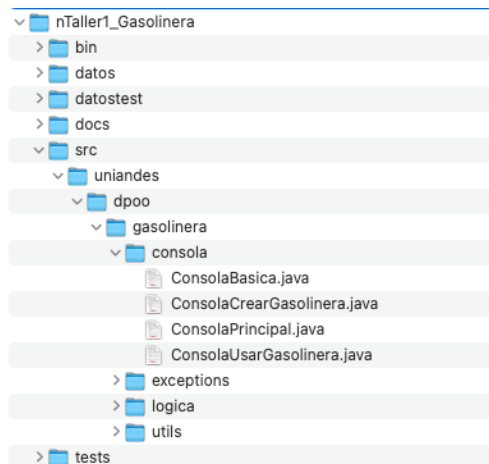 nTaller1_Gasolinera
bin
datos
datostest
docs
src
uniandes
dpoo
gasolinera
consola
ConsolaBasica.java
ConsolaCrearGasolinera.java
ConsolaPrincipal.java
ConsolaUsarGasolinera.java
exceptions
logica
utils
tests